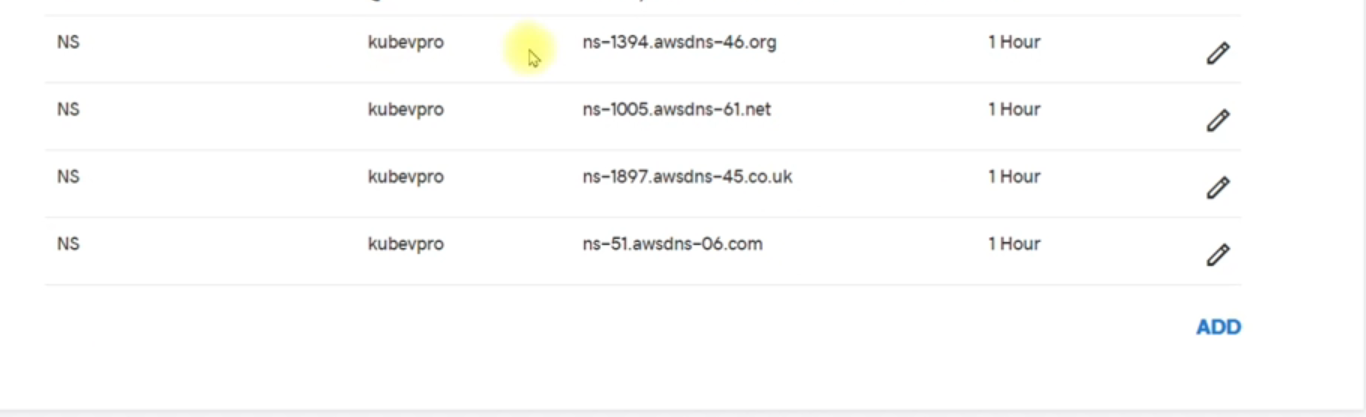 NS kubevpro ns-1394.awsdns-46.org 1 Hour
NS kubevpro ns-1005.awsdns-61.net 1 Hour
NS kubevpro ns-1897.awsdns-45.co.uk 1 Hour
NS kubevpro ns-51.awsdns-06.com 1 Hour
ADD